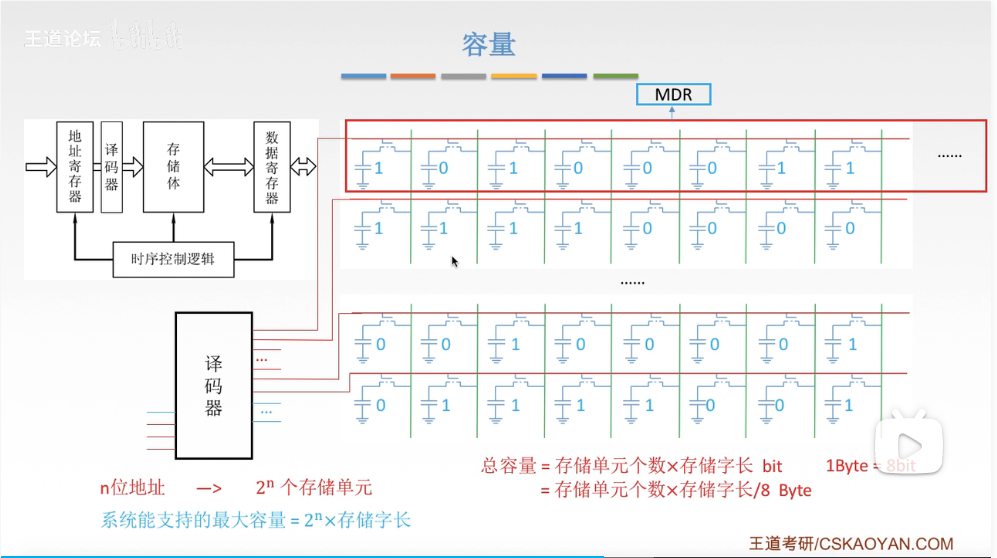 王道论坛
容量
MDR
地址寄存器
译码器
存储体
数据寄存器
时序控制逻辑
1 0 1 0 0 0 1 1
......
1 1 1 1 0 0 0 0
......
译码器
...
...
0 0 1 0 0 0 0 1
0 1 1 1 1 0 0 1
n位地址 —> 2ⁿ 个存储单元
系统能支持的最大容量 = 2ⁿ×存储字长
总容量 = 存储单元个数×存储字长 bit 1Byte = 8bit
= 存储单元个数×存储字长/8 Byte
王道考研/CSKAOYAN.COM